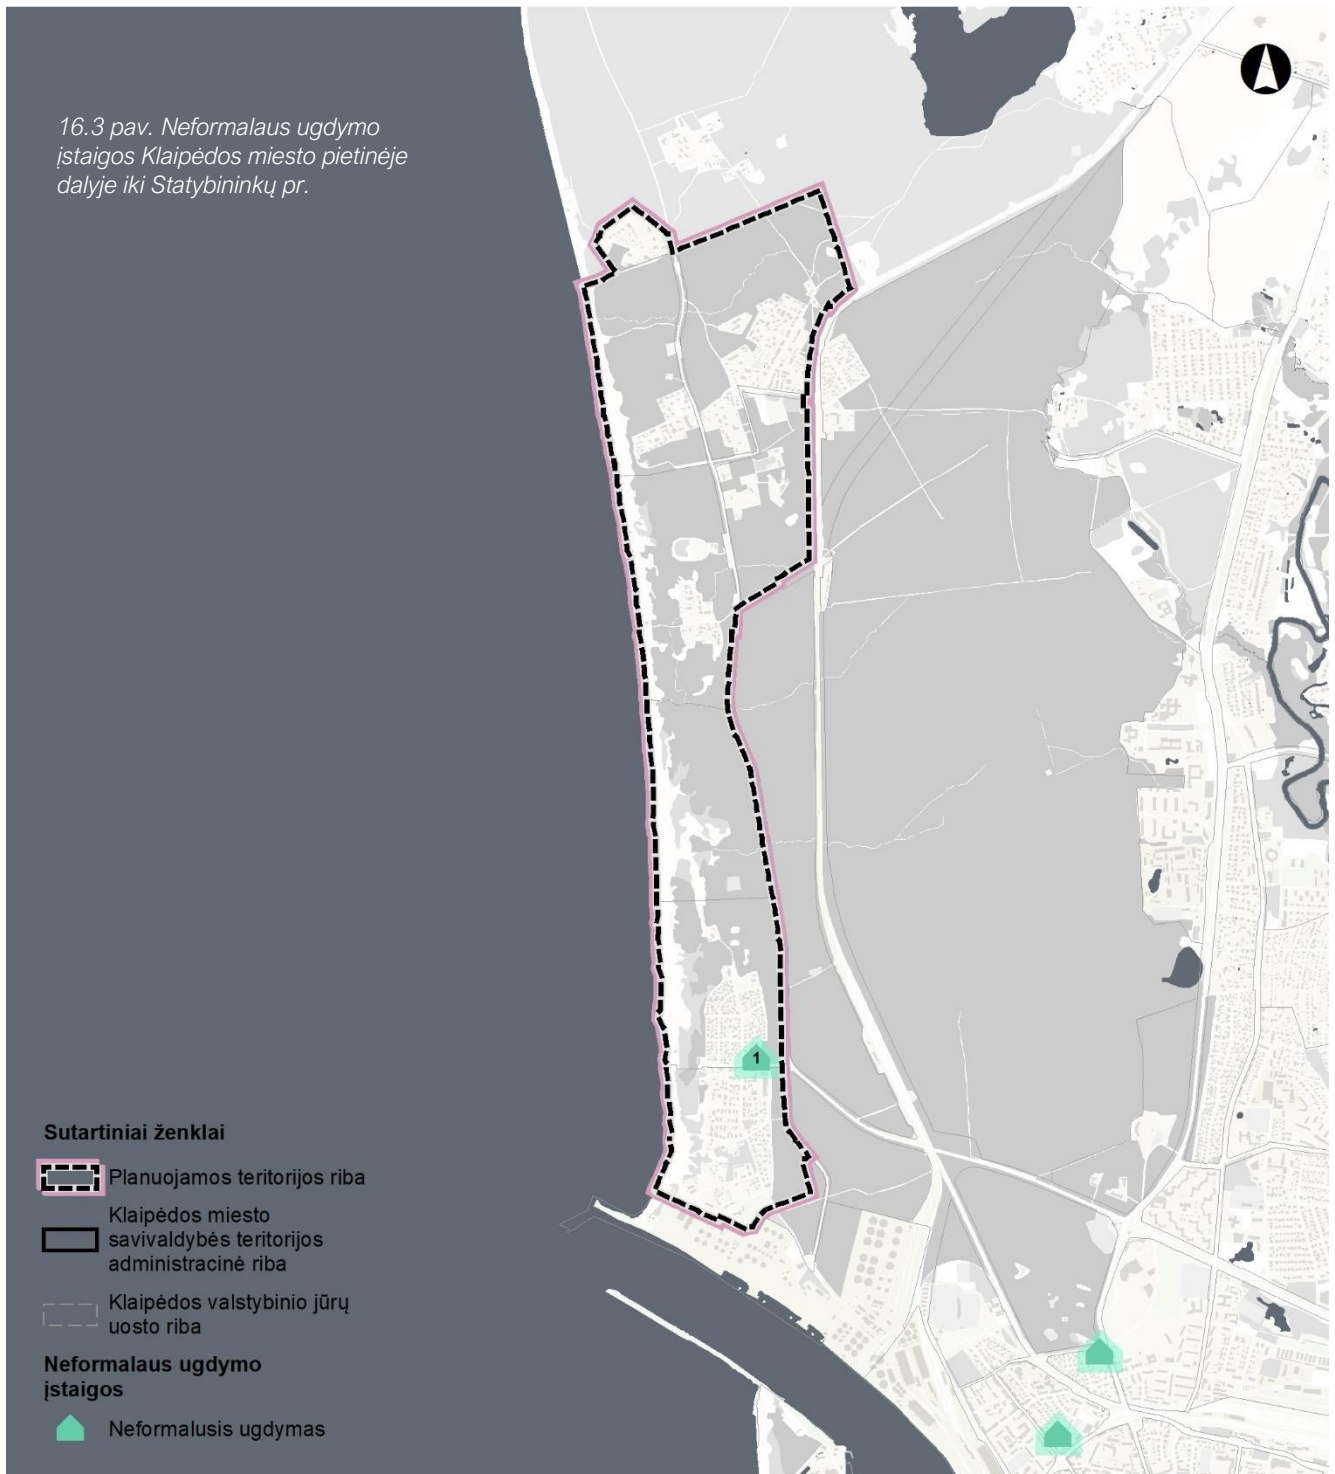 16.3 pav. Neformalaus ugdymo
įstaigos Klaipėdos miesto pietinėje
dalyje iki Statybininkų pr.
1
Sutartiniai ženklai
Planuojamos teritorijos riba
Klaipėdos miesto
savivaldybės teritorijos
administracinė riba
Klaipėdos valstybinio jūrų
uosto riba
Neformalaus ugdymo
įstaigos
Neformalusis ugdymas